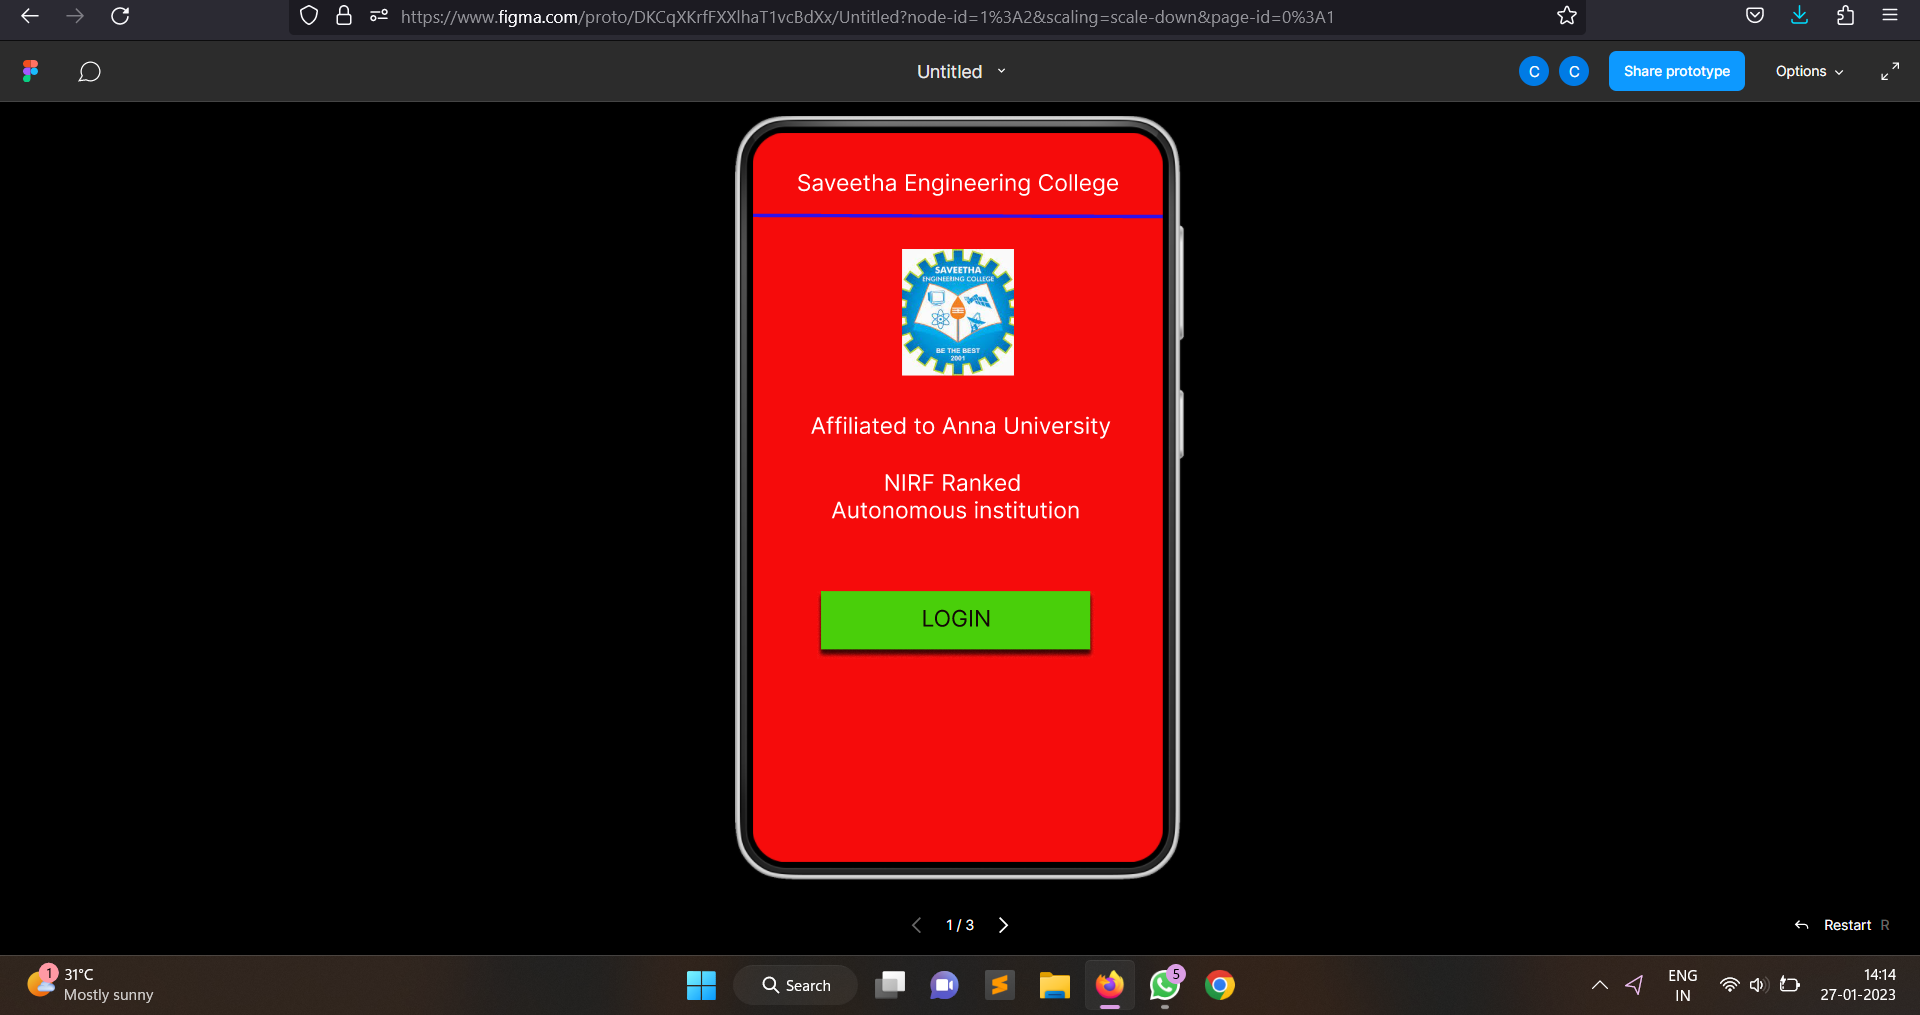 https://www.figma.com/proto/DKCqXKrfFXXlhaT1vcBdXx/Untitled?node-id=1%3A2&scaling=scale-down&page-id=0%3A1
Untitled
C
C
Share prototype
Options
Saveetha Engineering College
SAVEETHA
ENGINEERING COLLEGE
BE THE BEST
2001
Affiliated to Anna University
NIRF Ranked
Autonomous institution
LOGIN
1 / 3
Restart R
1
31°C
Mostly sunny
Search
5
ENG
IN
14:14
27-01-2023